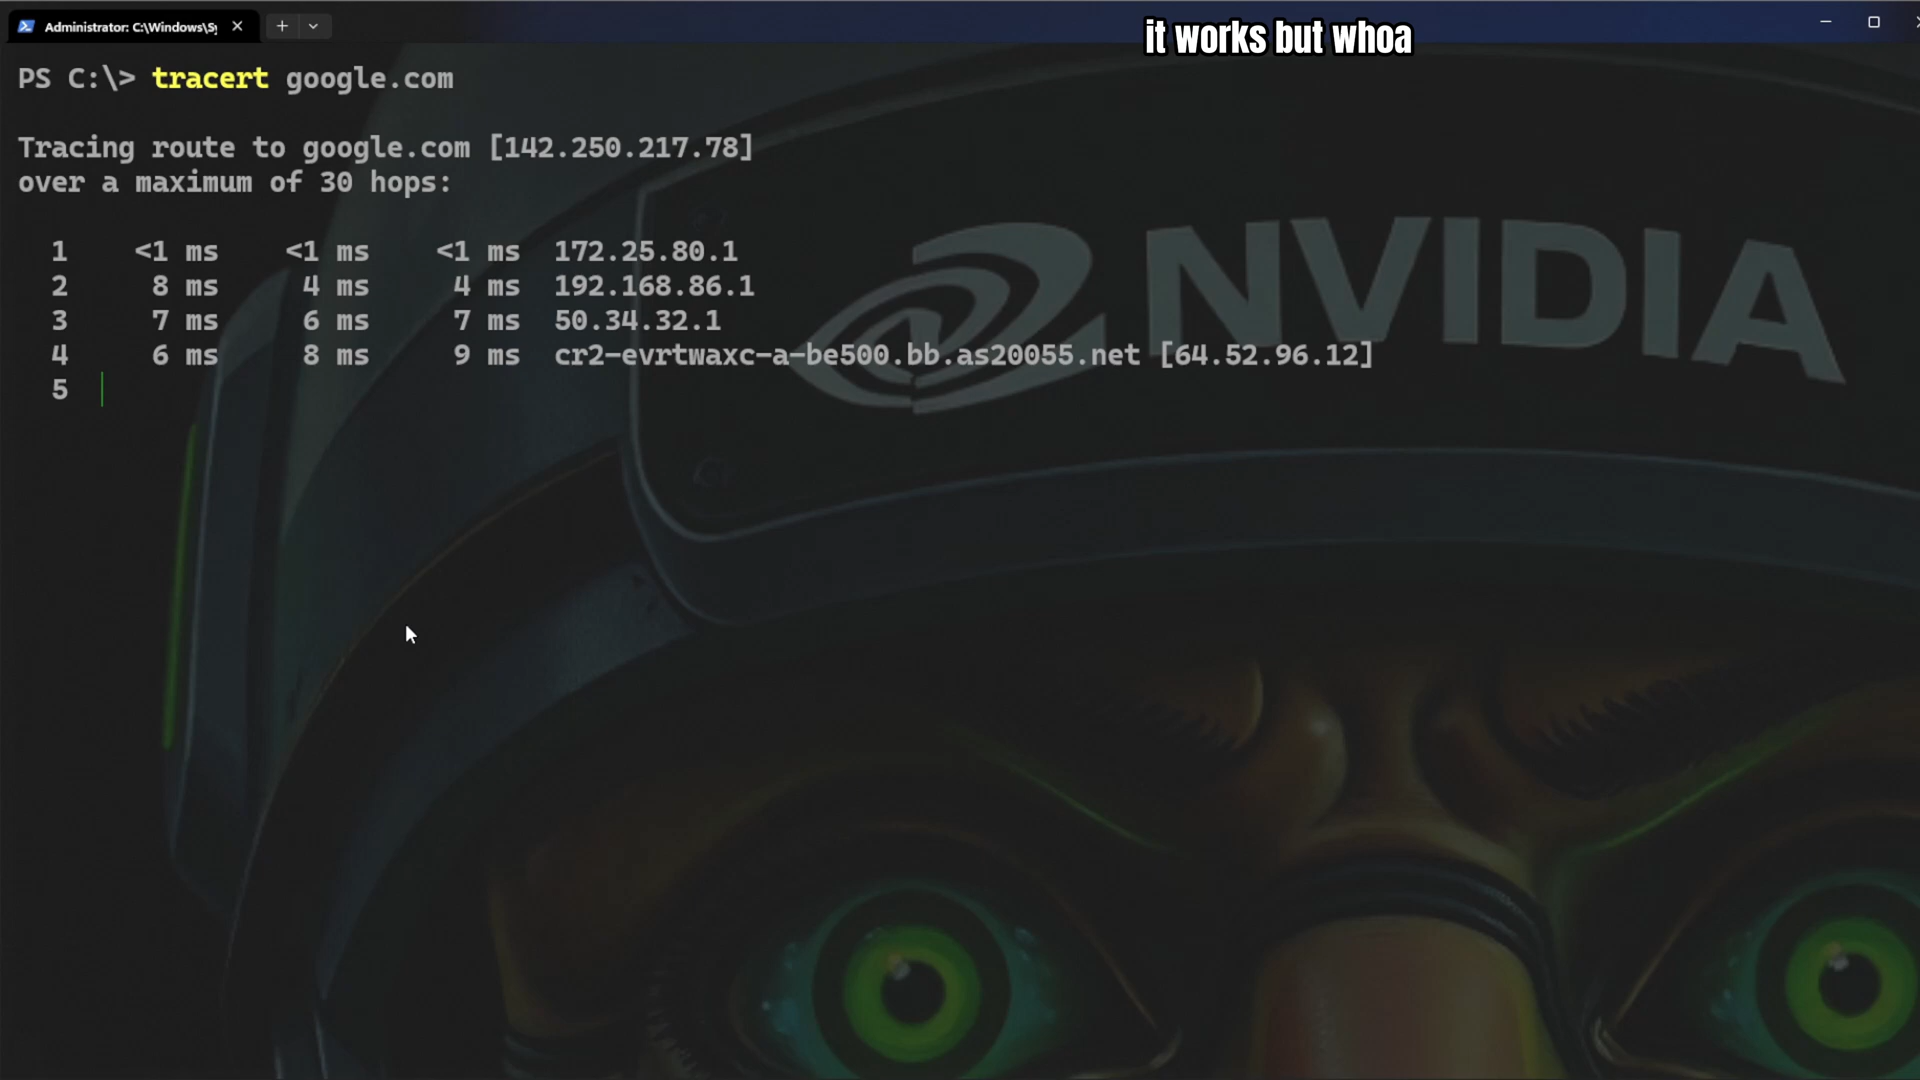 Administrator: C:\Windows\Sy
it works but whoa
PS C:\> tracert google.com
Tracing route to google.com [142.250.217.78]
over a maximum of 30 hops:
1 <1 ms <1 ms <1 ms 172.25.80.1
2 8 ms 4 ms 4 ms 192.168.86.1
3 7 ms 6 ms 7 ms 50.34.32.1
4 6 ms 8 ms 9 ms cr2-evrtwaxc-a-be500.bb.as20055.net [64.52.96.12]
5
NVIDIA